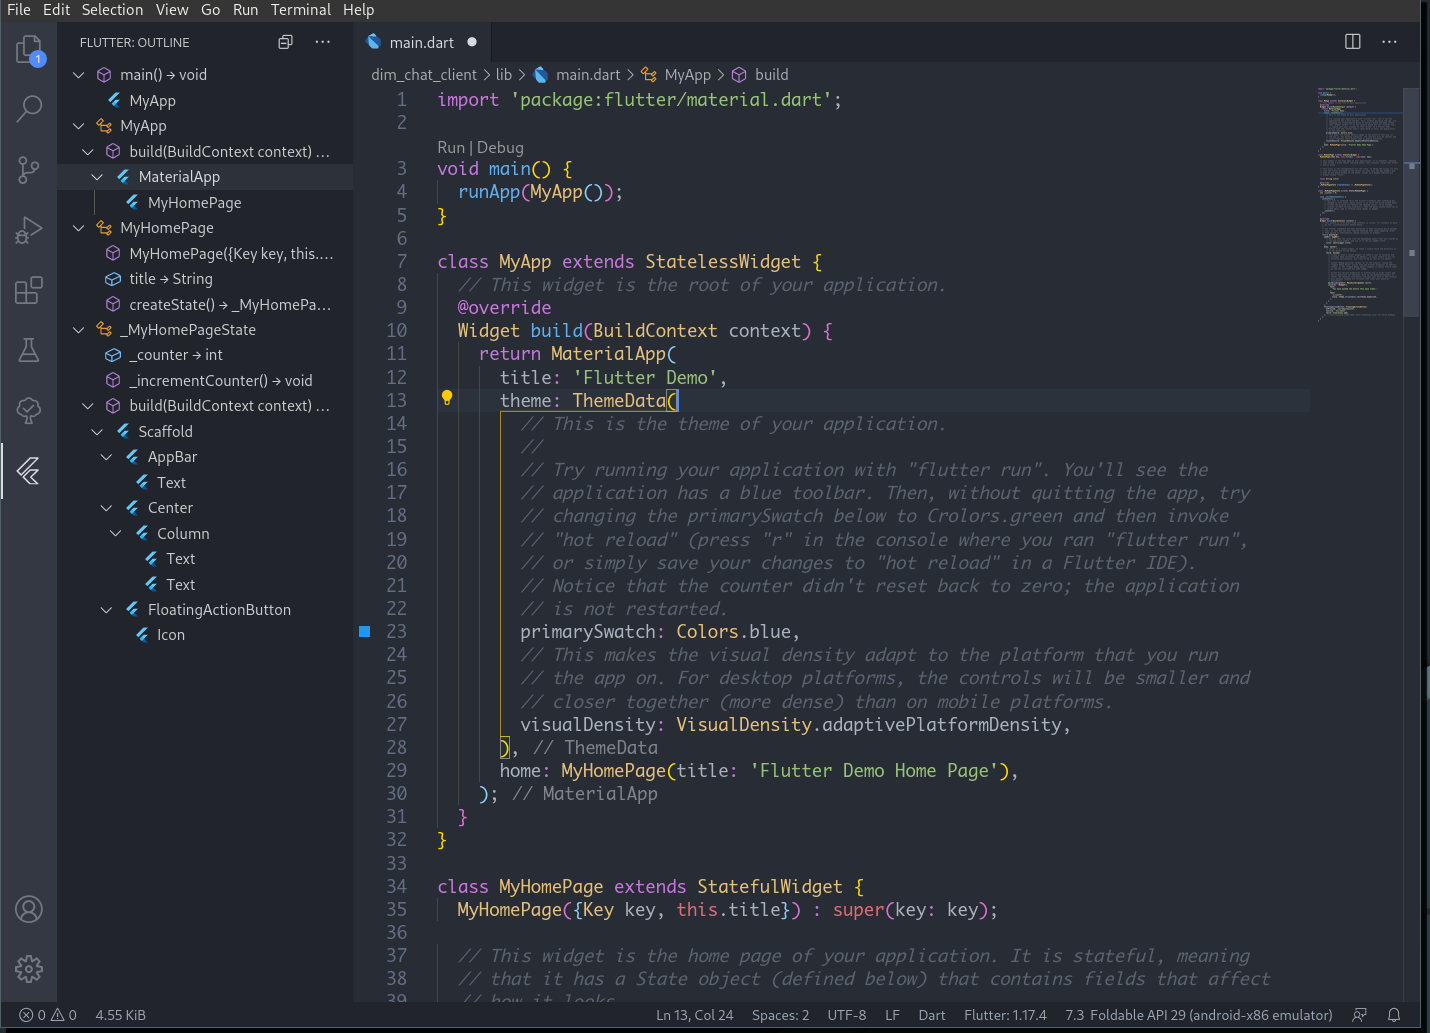 File Edit Selection View Go Run Terminal Help
FLUTTER: OUTLINE
main.dart
1
main() → void
MyApp
MyApp
build(BuildContext context) ...
MaterialApp
MyHomePage
MyHomePage
MyHomePage({Key key, this....
title → String
createState() → _MyHomePa...
_MyHomePageState
_counter → int
_incrementCounter() → void
build(BuildContext context) ...
Scaffold
AppBar
Text
Center
Column
Text
Text
FloatingActionButton
Icon
dim_chat_client > lib > main.dart > MyApp > build
1 import 'package:flutter/material.dart';
2
Run | Debug
3 void main() {
4 runApp(MyApp());
5 }
6
7 class MyApp extends StatelessWidget {
8 // This widget is the root of your application.
9 @override
10 Widget build(BuildContext context) {
11 return MaterialApp(
12 title: 'Flutter Demo',
13 theme: ThemeData(
14 // This is the theme of your application.
15 //
16 // Try running your application with "flutter run". You'll see the
17 // application has a blue toolbar. Then, without quitting the app, try
18 // changing the primarySwatch below to Crolors.green and then invoke
19 // "hot reload" (press "r" in the console where you ran "flutter run",
20 // or simply save your changes to "hot reload" in a Flutter IDE).
21 // Notice that the counter didn't reset back to zero; the application
22 // is not restarted.
23 primarySwatch: Colors.blue,
24 // This makes the visual density adapt to the platform that you run
25 // the app on. For desktop platforms, the controls will be smaller and
26 // closer together (more dense) than on mobile platforms.
27 visualDensity: VisualDensity.adaptivePlatformDensity,
28 ), // ThemeData
29 home: MyHomePage(title: 'Flutter Demo Home Page'),
30 ); // MaterialApp
31 }
32 }
33
34 class MyHomePage extends StatefulWidget {
35 MyHomePage({Key key, this.title}) : super(key: key);
36
37 // This widget is the home page of your application. It is stateful, meaning
38 // that it has a State object (defined below) that contains fields that affect
39 // how it looks
0 0 4.55 KiB Ln 13, Col 24 Spaces: 2 UTF-8 LF Dart Flutter: 1.17.4 7.3 Foldable API 29 (android-x86 emulator)